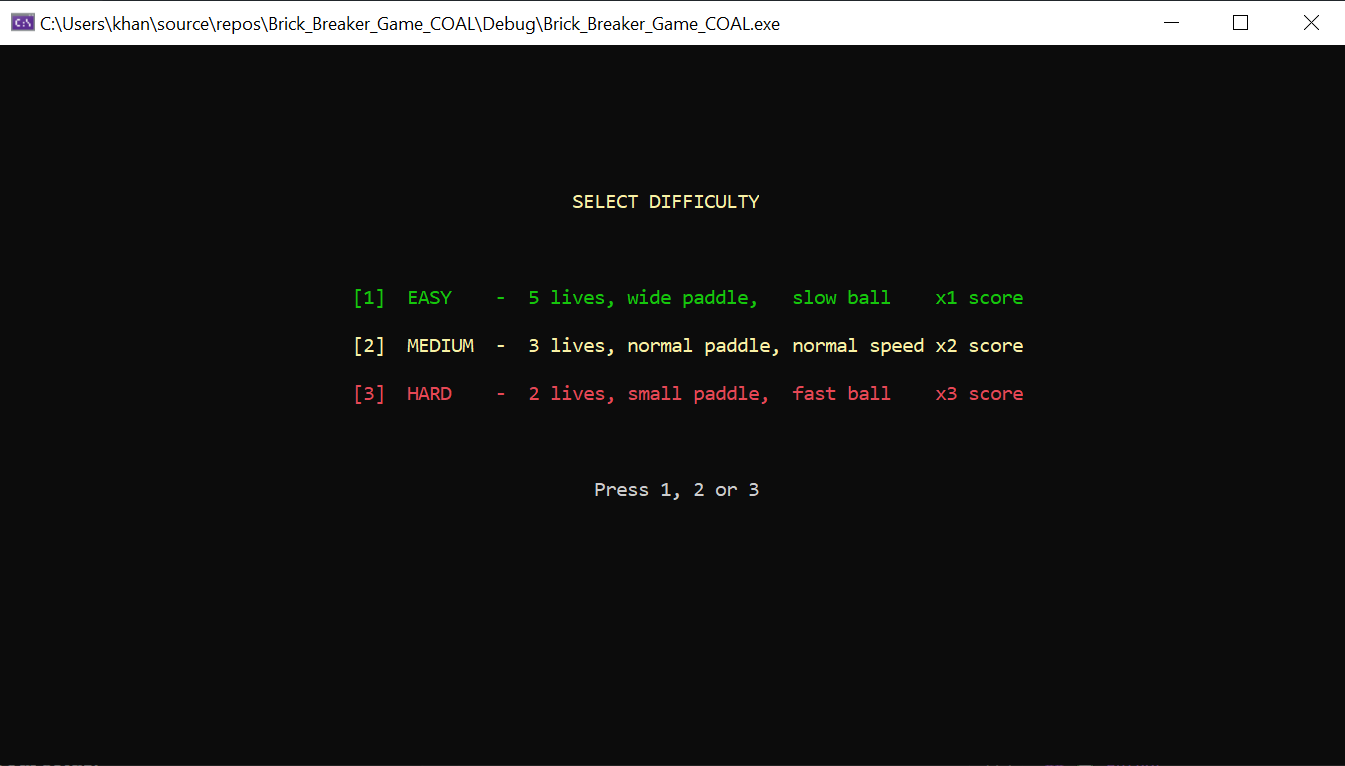 C:\Users\khan\source\repos\Brick_Breaker_Game_COAL\Debug\Brick_Breaker_Game_COAL.exe
SELECT DIFFICULTY
[1]  EASY    -  5 lives, wide paddle,   slow ball    x1 score
[2]  MEDIUM  -  3 lives, normal paddle, normal speed x2 score
[3]  HARD    -  2 lives, small paddle,  fast ball    x3 score
Press 1, 2 or 3